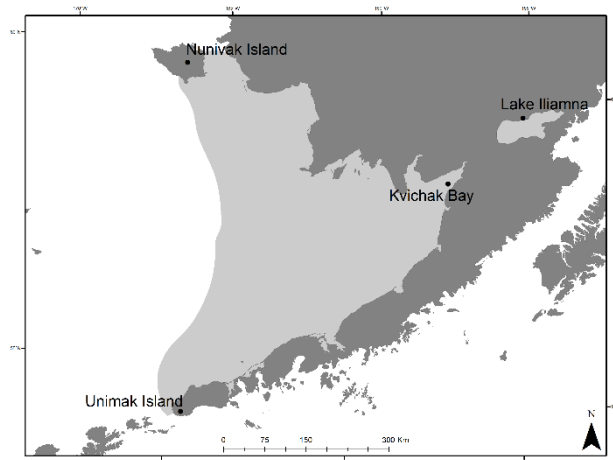 Nunivak Island
Lake Iliamna
Kvichak Bay
Unimak Island
N
0 75 150 300 Km